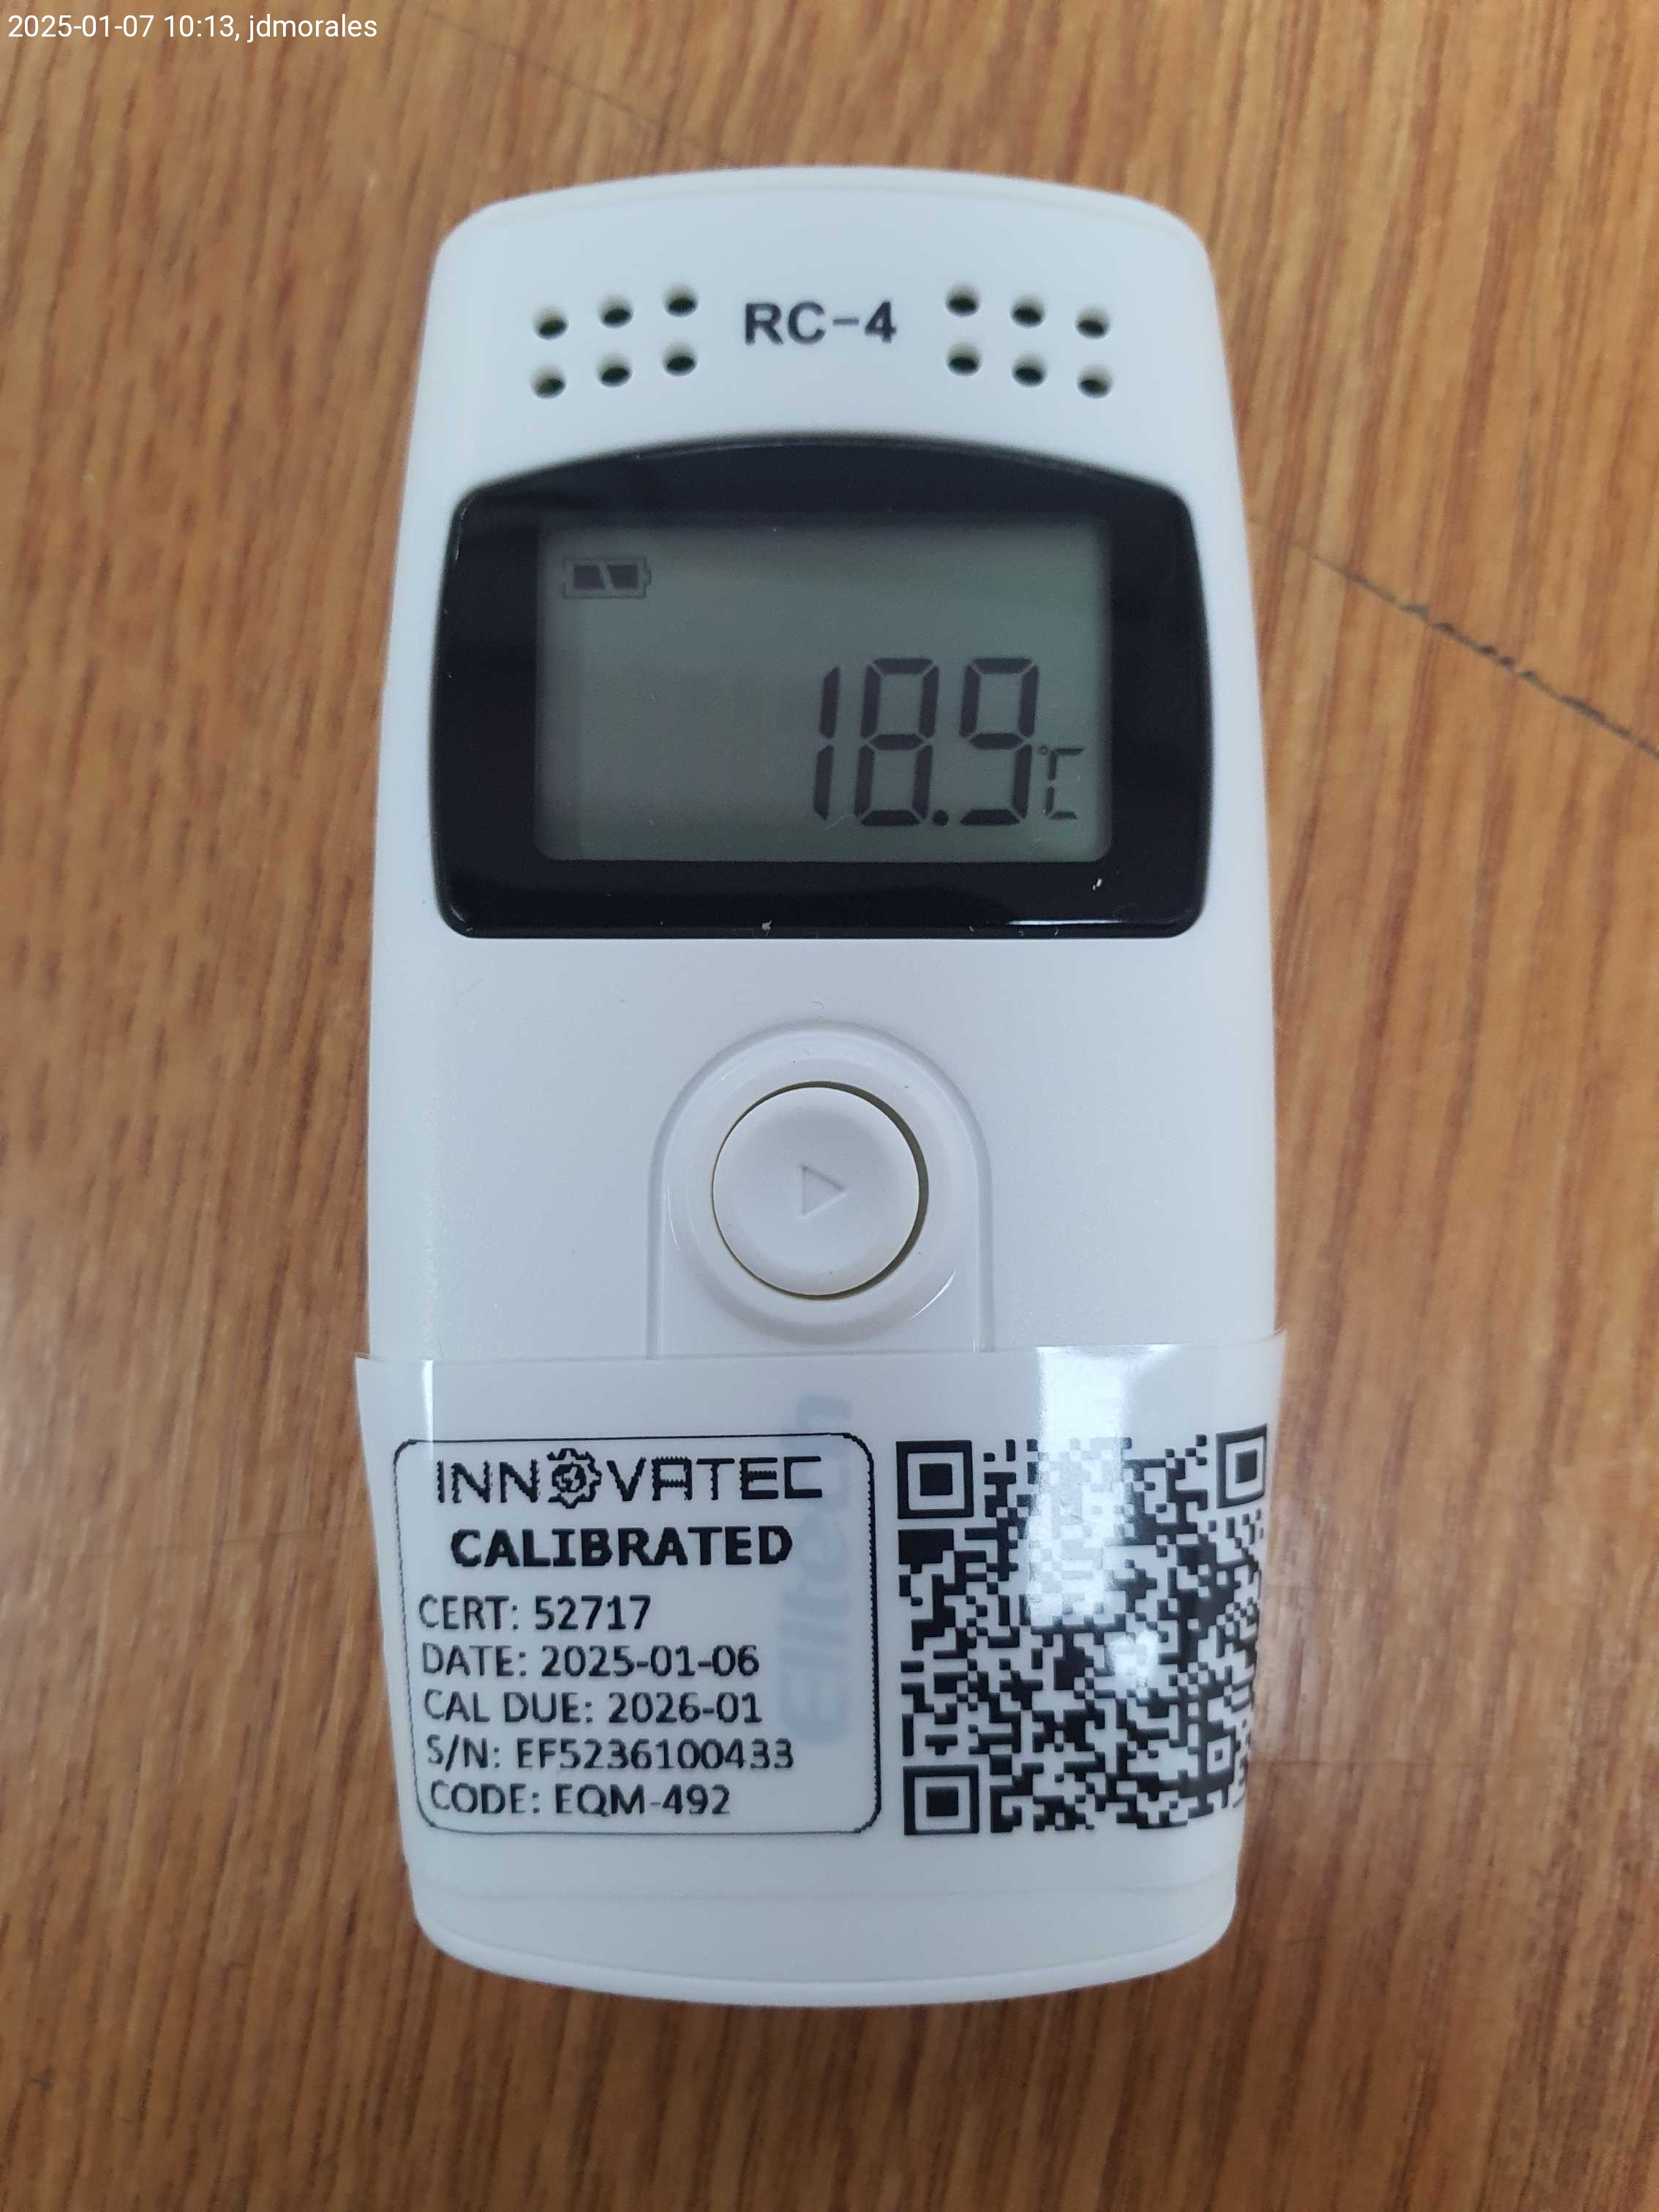 2025-01-07 10:13, jdmorales
RC-4
18.9°C
INNOVATEC
CALIBRATED
CERT: 52717
DATE: 2025-01-06
CAL DUE: 2026-01
S/N: EF5236100433
CODE: EQM-492
Elitech